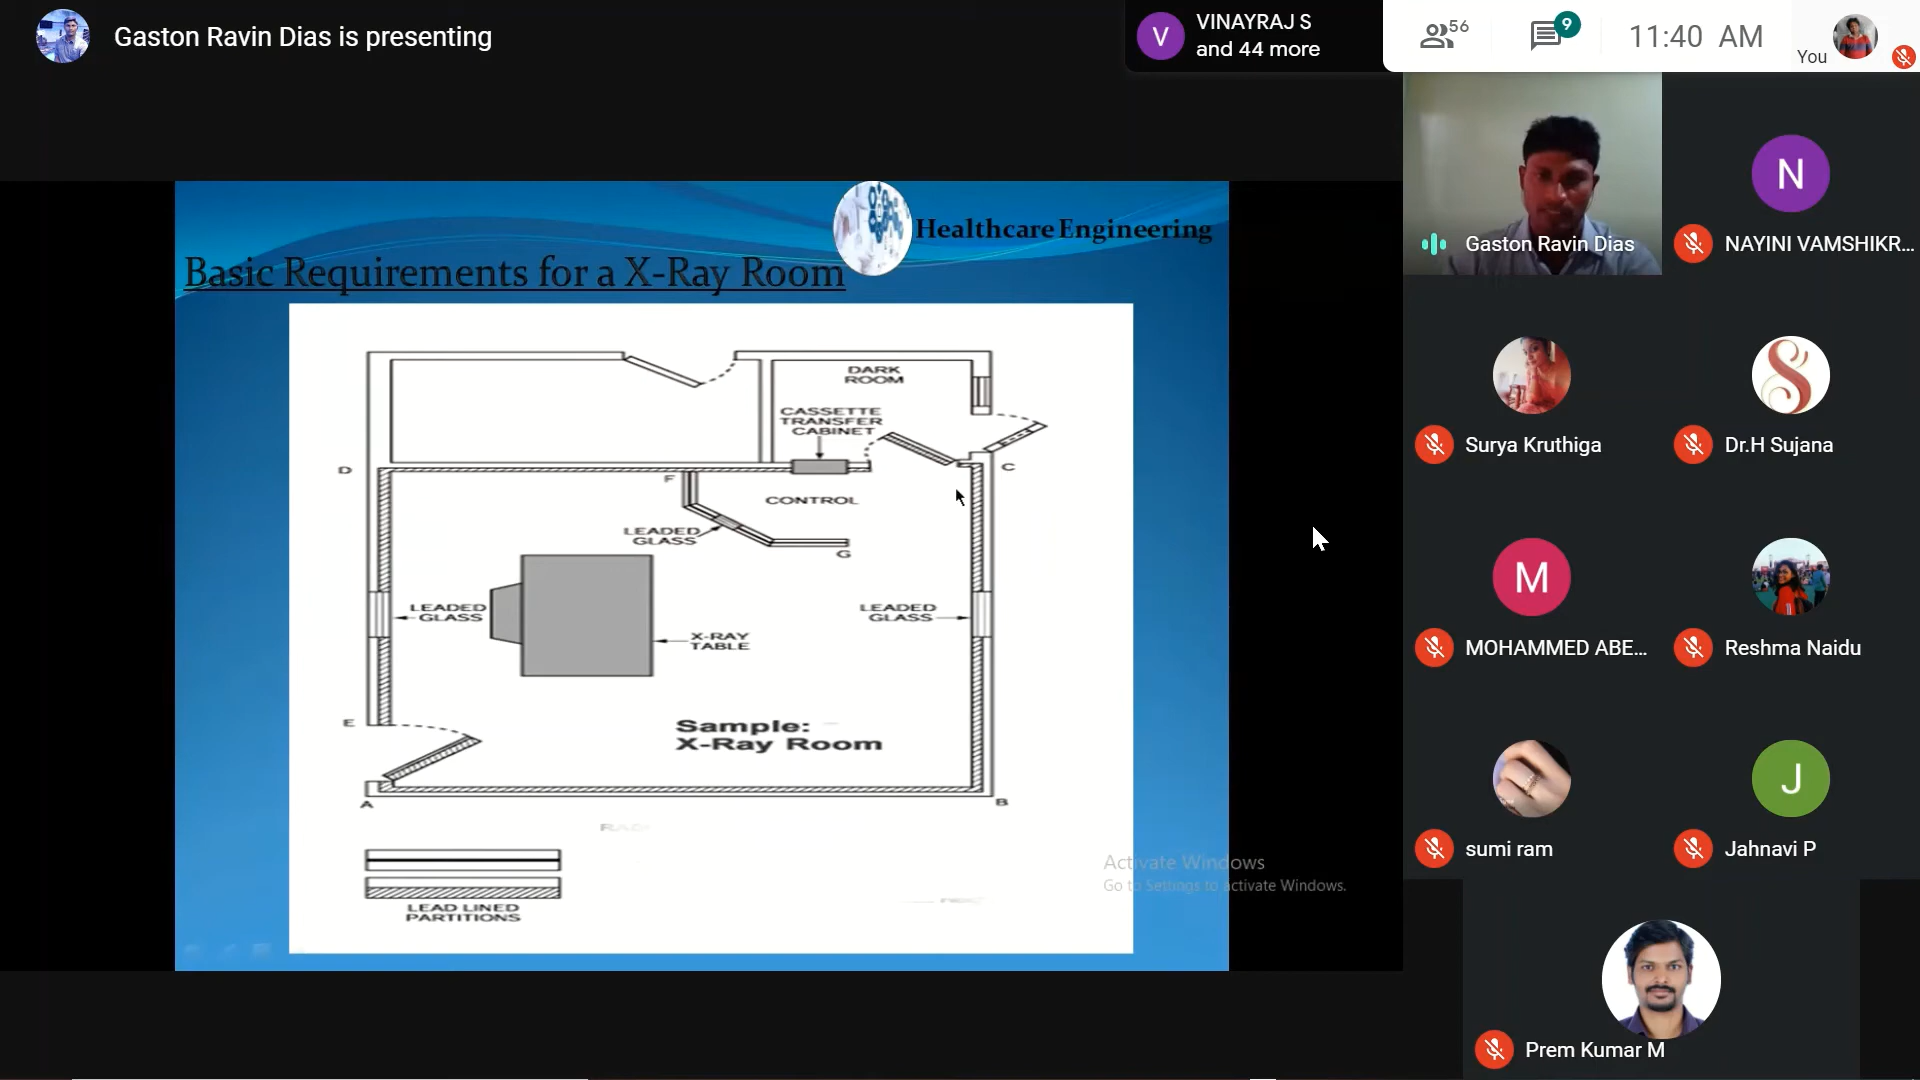 Gaston Ravin Dias is presenting
V
VINAYRAJ S
and 44 more
56
9
11:40 AM
You
Healthcare Engineering
Basic Requirements for a X-Ray Room
DARK
ROOM
CASSETTE
TRANSFER
CABINET
D
C
F
CONTROL
LEADED
GLASS
G
LEADED
GLASS
LEADED
GLASS
X-RAY
TABLE
E
Sample:
X-Ray Room
A
B
LEAD LINED
PARTITIONS
Activate Windows
Go to Settings to activate Windows.
Gaston Ravin Dias
N
NAYINI VAMSHIKR...
Surya Kruthiga
S
Dr.H Sujana
M
MOHAMMED ABE...
Reshma Naidu
sumi ram
J
Jahnavi P
Prem Kumar M